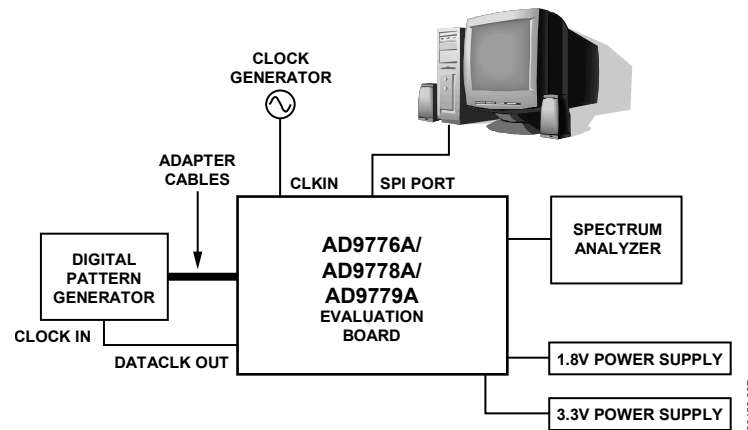 CLOCK
GENERATOR
ADAPTER
CABLES
CLKIN
SPI PORT
DIGITAL
PATTERN
GENERATOR
AD9776A/
AD9778A/
AD9779A
EVALUATION
BOARD
SPECTRUM
ANALYZER
CLOCK IN
DATACLK OUT
1.8V POWER SUPPLY
3.3V POWER SUPPLY